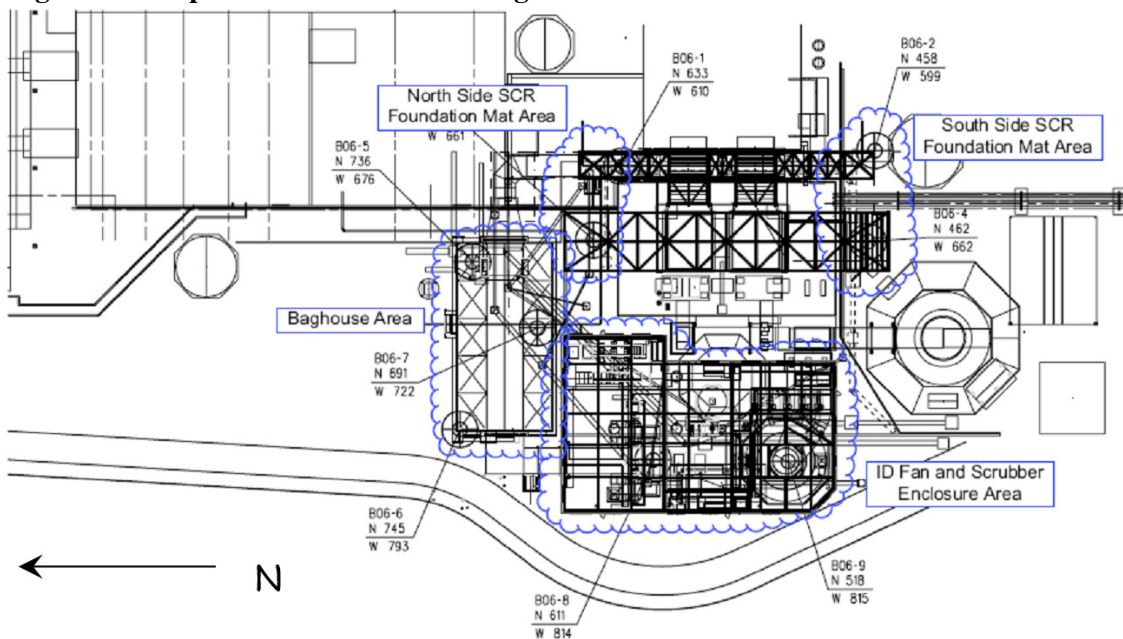 B06-1
N 633
W 610
B06-2
N 458
W 599
North Side SCR
Foundation Mat Area
W 661
South Side SCR
Foundation Mat Area
B06-5
N 736
W 676
B06-4
N 462
W 662
Baghouse Area
B06-7
N 691
W 722
ID Fan and Scrubber
Enclosure Area
B06-6
N 745
W 793
N
B06-8
N 611
W 814
B06-9
N 518
W 815